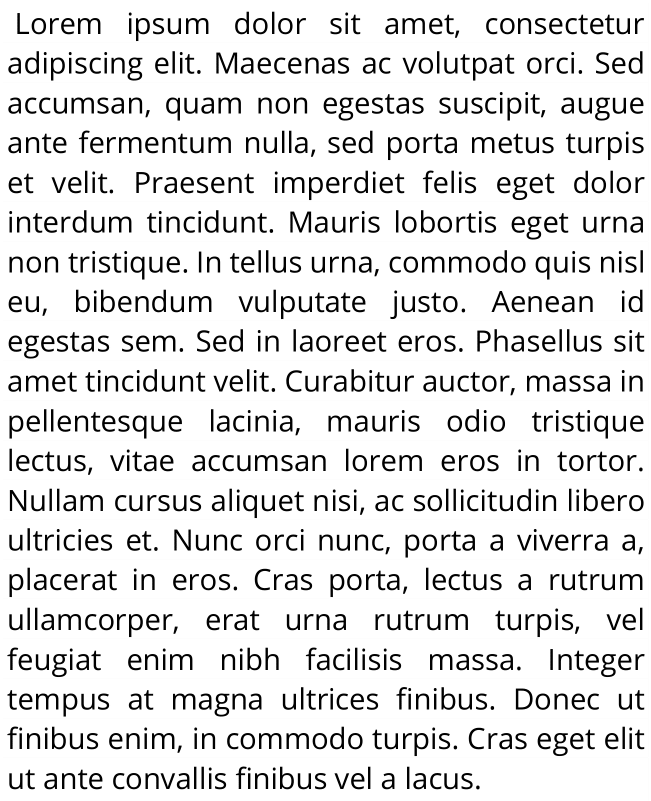 Lorem ipsum dolor sit amet, consectetur
adipiscing elit. Maecenas ac volutpat orci. Sed
accumsan, quam non egestas suscipit, augue
ante fermentum nulla, sed porta metus turpis
et velit. Praesent imperdiet felis eget dolor
interdum tincidunt. Mauris lobortis eget urna
non tristique. In tellus urna, commodo quis nisl
eu, bibendum vulputate justo. Aenean id
egestas sem. Sed in laoreet eros. Phasellus sit
amet tincidunt velit. Curabitur auctor, massa in
pellentesque lacinia, mauris odio tristique
lectus, vitae accumsan lorem eros in tortor.
Nullam cursus aliquet nisi, ac sollicitudin libero
ultricies et. Nunc orci nunc, porta a viverra a,
placerat in eros. Cras porta, lectus a rutrum
ullamcorper, erat urna rutrum turpis, vel
feugiat enim nibh facilisis massa. Integer
tempus at magna ultrices finibus. Donec ut
finibus enim, in commodo turpis. Cras eget elit
ut ante convallis finibus vel a lacus.